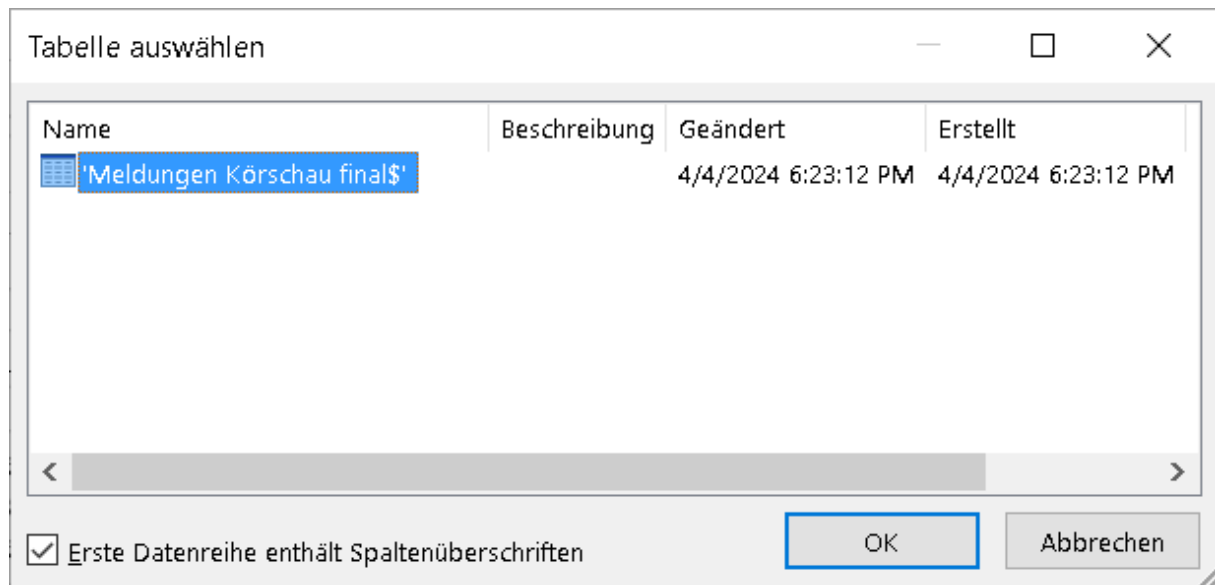 Tabelle auswählen
Name Beschreibung Geändert Erstellt
'Meldungen Körschau final$' 4/4/2024 6:23:12 PM 4/4/2024 6:23:12 PM
Erste Datenreihe enthält Spaltenüberschriften OK Abbrechen